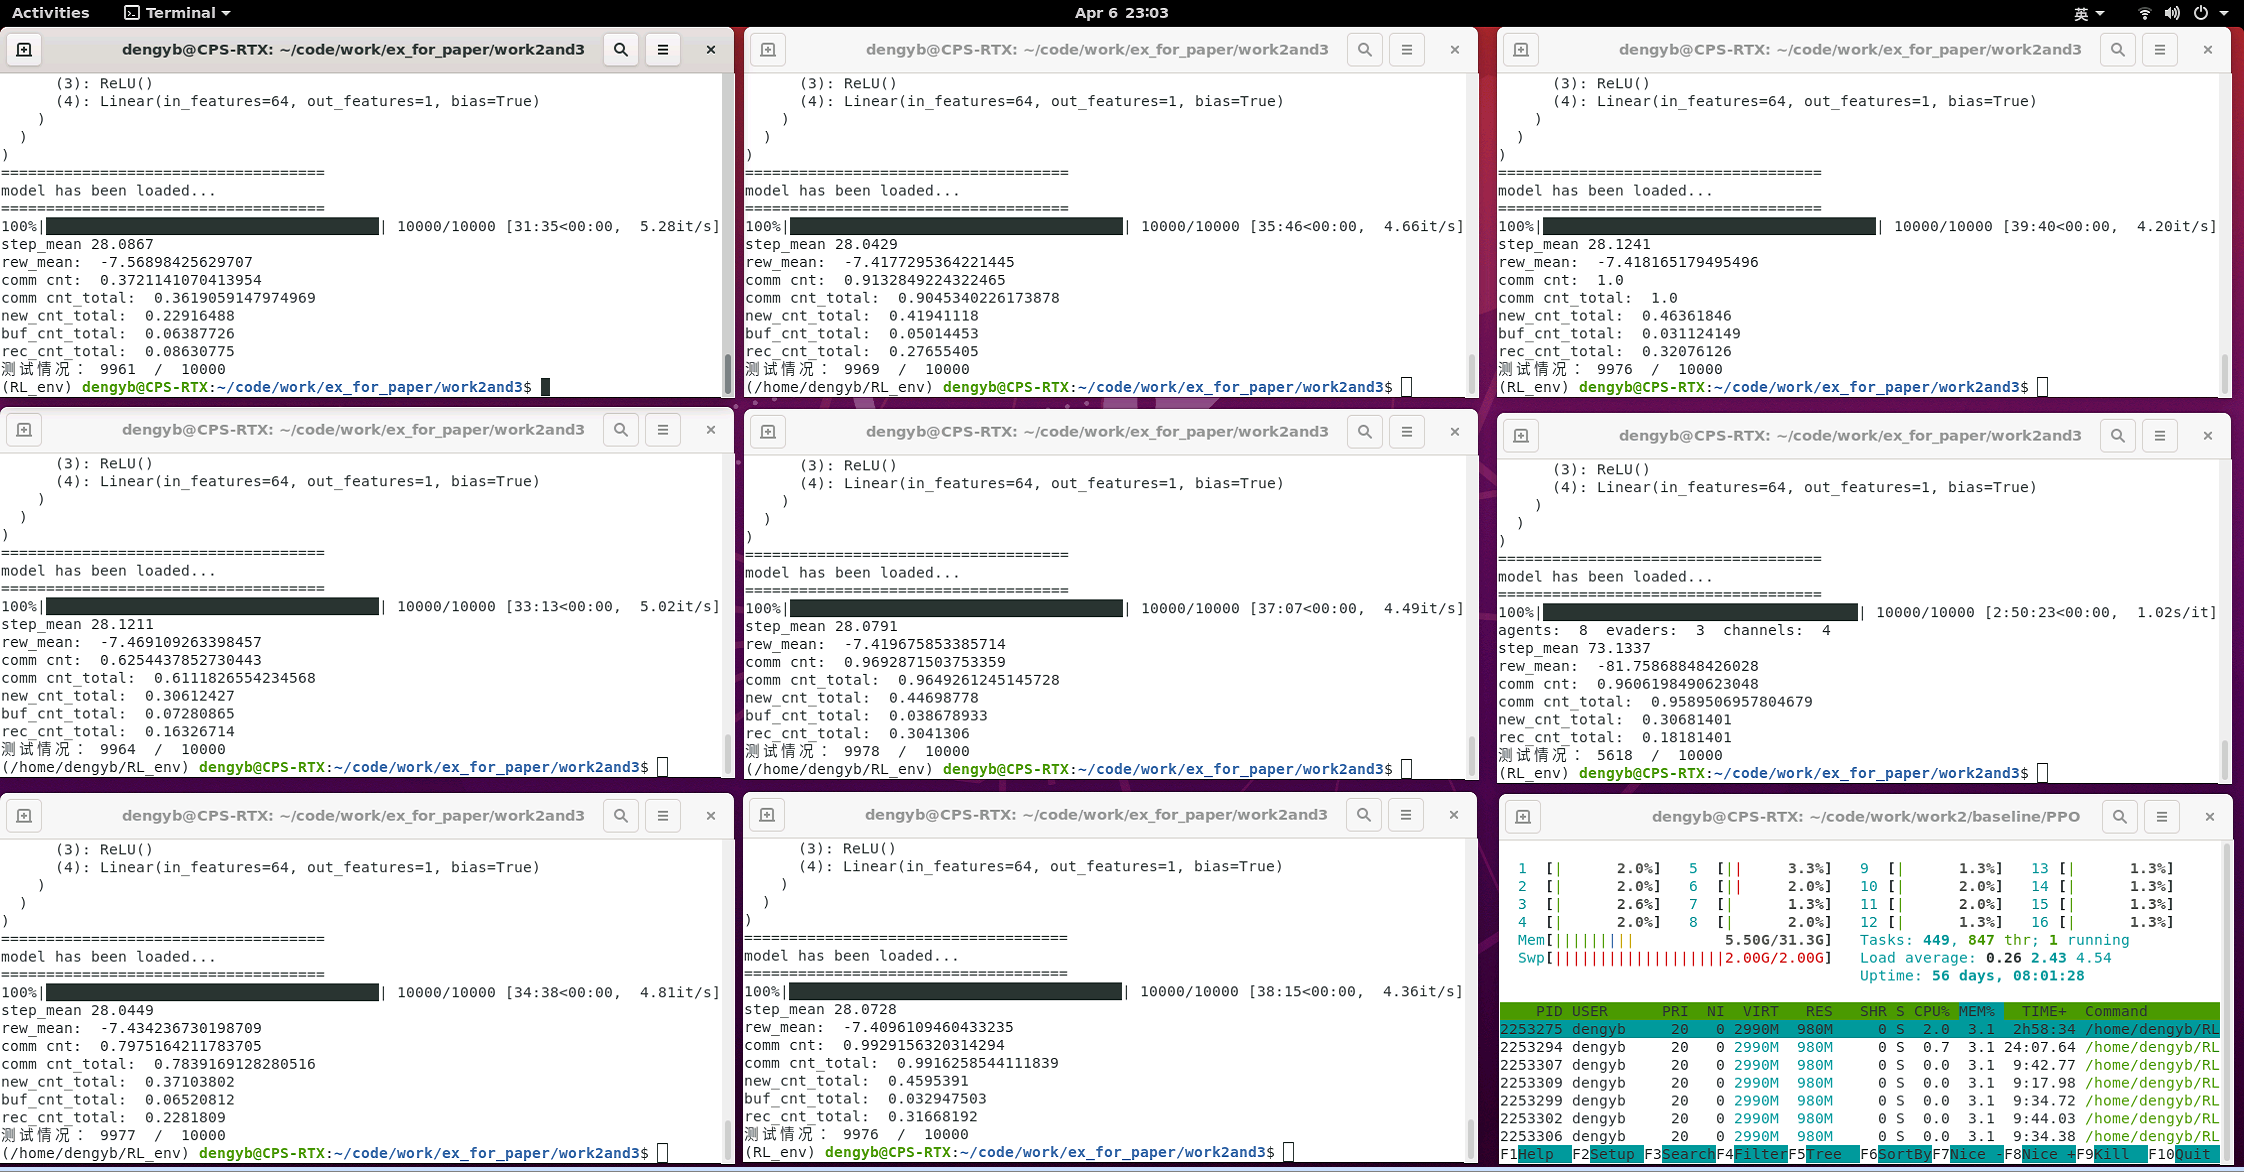 Activities Terminal Apr 6 23:03 英
dengyb@CPS-RTX: ~/code/work/ex_for_paper/work2and3
(3): ReLU()
(4): Linear(in_features=64, out_features=1, bias=True)
)
)
)
====================================
model has been loaded...
====================================
100%| | 10000/10000 [31:35<00:00, 5.28it/s]
step_mean 28.0867
rew_mean: -7.56898425629707
comm cnt: 0.3721141070413954
comm cnt_total: 0.3619059147974969
new_cnt_total: 0.22916488
buf_cnt_total: 0.06387726
rec_cnt_total: 0.08630775
测试情况： 9961 / 10000
(RL_env) dengyb@CPS-RTX:~/code/work/ex_for_paper/work2and3$
dengyb@CPS-RTX: ~/code/work/ex_for_paper/work2and3
(3): ReLU()
(4): Linear(in_features=64, out_features=1, bias=True)
)
)
)
====================================
model has been loaded...
====================================
100%| | 10000/10000 [35:46<00:00, 4.66it/s]
step_mean 28.0429
rew_mean: -7.4177295364221445
comm cnt: 0.9132849224322465
comm cnt_total: 0.9045340226173878
new_cnt_total: 0.41941118
buf_cnt_total: 0.05014453
rec_cnt_total: 0.27655405
测试情况： 9969 / 10000
(/home/dengyb/RL_env) dengyb@CPS-RTX:~/code/work/ex_for_paper/work2and3$
dengyb@CPS-RTX: ~/code/work/ex_for_paper/work2and3
(3): ReLU()
(4): Linear(in_features=64, out_features=1, bias=True)
)
)
)
====================================
model has been loaded...
====================================
100%| | 10000/10000 [39:40<00:00, 4.20it/s]
step_mean 28.1241
rew_mean: -7.418165179495496
comm cnt: 1.0
comm cnt_total: 1.0
new_cnt_total: 0.46361846
buf_cnt_total: 0.031124149
rec_cnt_total: 0.32076126
测试情况： 9976 / 10000
(RL_env) dengyb@CPS-RTX:~/code/work/ex_for_paper/work2and3$
dengyb@CPS-RTX: ~/code/work/ex_for_paper/work2and3
(3): ReLU()
(4): Linear(in_features=64, out_features=1, bias=True)
)
)
)
====================================
model has been loaded...
====================================
100%| | 10000/10000 [33:13<00:00, 5.02it/s]
step_mean 28.1211
rew_mean: -7.469109263398457
comm cnt: 0.6254437852730443
comm cnt_total: 0.6111826554234568
new_cnt_total: 0.30612427
buf_cnt_total: 0.07280865
rec_cnt_total: 0.16326714
测试情况： 9964 / 10000
(/home/dengyb/RL_env) dengyb@CPS-RTX:~/code/work/ex_for_paper/work2and3$
dengyb@CPS-RTX: ~/code/work/ex_for_paper/work2and3
(3): ReLU()
(4): Linear(in_features=64, out_features=1, bias=True)
)
)
)
====================================
model has been loaded...
====================================
100%| | 10000/10000 [37:07<00:00, 4.49it/s]
step_mean 28.0791
rew_mean: -7.419675853385714
comm cnt: 0.9692871503753359
comm cnt_total: 0.9649261245145728
new_cnt_total: 0.44698778
buf_cnt_total: 0.038678933
rec_cnt_total: 0.3041306
测试情况： 9978 / 10000
(/home/dengyb/RL_env) dengyb@CPS-RTX:~/code/work/ex_for_paper/work2and3$
dengyb@CPS-RTX: ~/code/work/ex_for_paper/work2and3
(3): ReLU()
(4): Linear(in_features=64, out_features=1, bias=True)
)
)
)
====================================
model has been loaded...
====================================
100%| | 10000/10000 [2:50:23<00:00, 1.02s/it]
agents: 8 evaders: 3 channels: 4
step_mean 73.1337
rew_mean: -81.75868848426028
comm cnt: 0.9606198490623048
comm cnt_total: 0.9589506957804679
new_cnt_total: 0.30681401
rec_cnt_total: 0.18181401
测试情况： 5618 / 10000
(RL_env) dengyb@CPS-RTX:~/code/work/ex_for_paper/work2and3$
dengyb@CPS-RTX: ~/code/work/ex_for_paper/work2and3
(3): ReLU()
(4): Linear(in_features=64, out_features=1, bias=True)
)
)
)
====================================
model has been loaded...
====================================
100%| | 10000/10000 [34:38<00:00, 4.81it/s]
step_mean 28.0449
rew_mean: -7.434236730198709
comm cnt: 0.7975164211783705
comm cnt_total: 0.7839169128280516
new_cnt_total: 0.37103802
buf_cnt_total: 0.06520812
rec_cnt_total: 0.2281809
测试情况： 9977 / 10000
(/home/dengyb/RL_env) dengyb@CPS-RTX:~/code/work/ex_for_paper/work2and3$
dengyb@CPS-RTX: ~/code/work/ex_for_paper/work2and3
(3): ReLU()
(4): Linear(in_features=64, out_features=1, bias=True)
)
)
)
====================================
model has been loaded...
====================================
100%| | 10000/10000 [38:15<00:00, 4.36it/s]
step_mean 28.0728
rew_mean: -7.4096109460433235
comm cnt: 0.9929156320314294
comm cnt_total: 0.9916258544111839
new_cnt_total: 0.4595391
buf_cnt_total: 0.032947503
rec_cnt_total: 0.31668192
测试情况： 9976 / 10000
(RL_env) dengyb@CPS-RTX:~/code/work/ex_for_paper/work2and3$
dengyb@CPS-RTX: ~/code/work/work2/baseline/PPO
1 [| 2.0%] 5 [|| 3.3%] 9 [| 1.3%] 13 [| 1.3%]
2 [| 2.0%] 6 [|| 2.0%] 10 [| 2.0%] 14 [| 1.3%]
3 [| 2.6%] 7 [| 1.3%] 11 [| 2.0%] 15 [| 1.3%]
4 [| 2.0%] 8 [| 2.0%] 12 [| 1.3%] 16 [| 1.3%]
Mem[||||||||| 5.50G/31.3G] Tasks: 449, 847 thr; 1 running
Swp[|||||||||||||||||||2.00G/2.00G] Load average: 0.26 2.43 4.54
Uptime: 56 days, 08:01:28
PID USER PRI NI VIRT RES SHR S CPU% MEM% TIME+ Command
2253275 dengyb 20 0 2990M 980M 0 S 2.0 3.1 2h58:34 /home/dengyb/RL
2253294 dengyb 20 0 2990M 980M 0 S 0.7 3.1 24:07.64 /home/dengyb/RL
2253307 dengyb 20 0 2990M 980M 0 S 0.0 3.1 9:42.77 /home/dengyb/RL
2253309 dengyb 20 0 2990M 980M 0 S 0.0 3.1 9:17.98 /home/dengyb/RL
2253299 dengyb 20 0 2990M 980M 0 S 0.0 3.1 9:34.72 /home/dengyb/RL
2253302 dengyb 20 0 2990M 980M 0 S 0.0 3.1 9:44.03 /home/dengyb/RL
2253306 dengyb 20 0 2990M 980M 0 S 0.0 3.1 9:34.38 /home/dengyb/RL
F1Help F2Setup F3SearchF4FilterF5Tree F6SortByF7Nice -F8Nice +F9Kill F10Quit